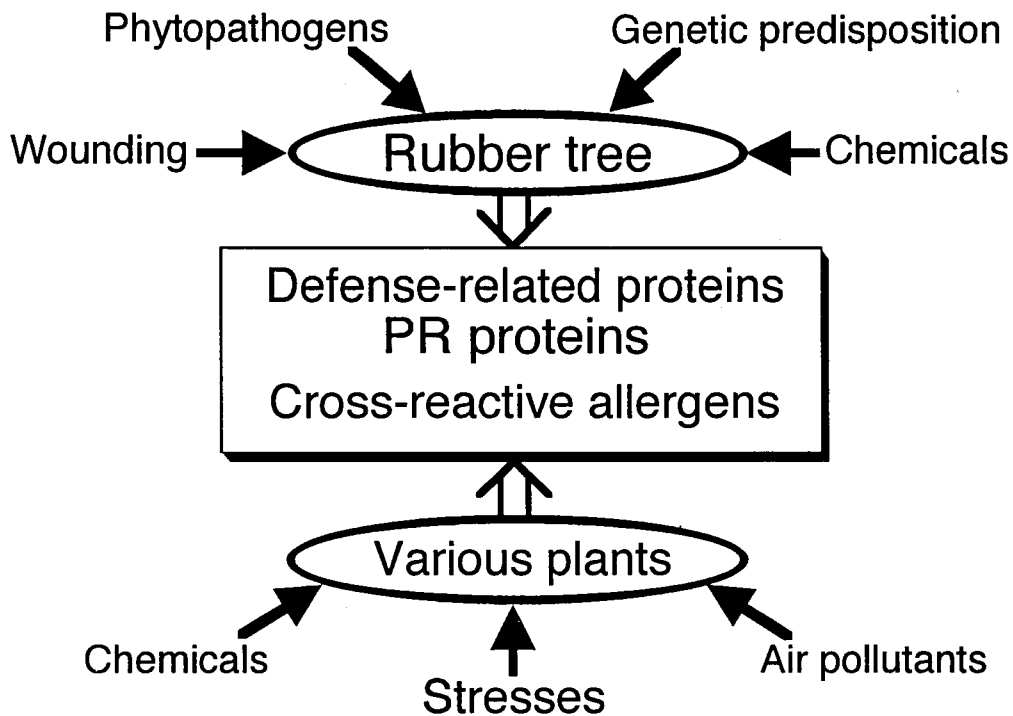 Phytopathogens
Genetic predisposition
Wounding
Rubber tree
Chemicals
Defense-related proteins
PR proteins
Cross-reactive allergens
Various plants
Chemicals
Stresses
Air pollutants